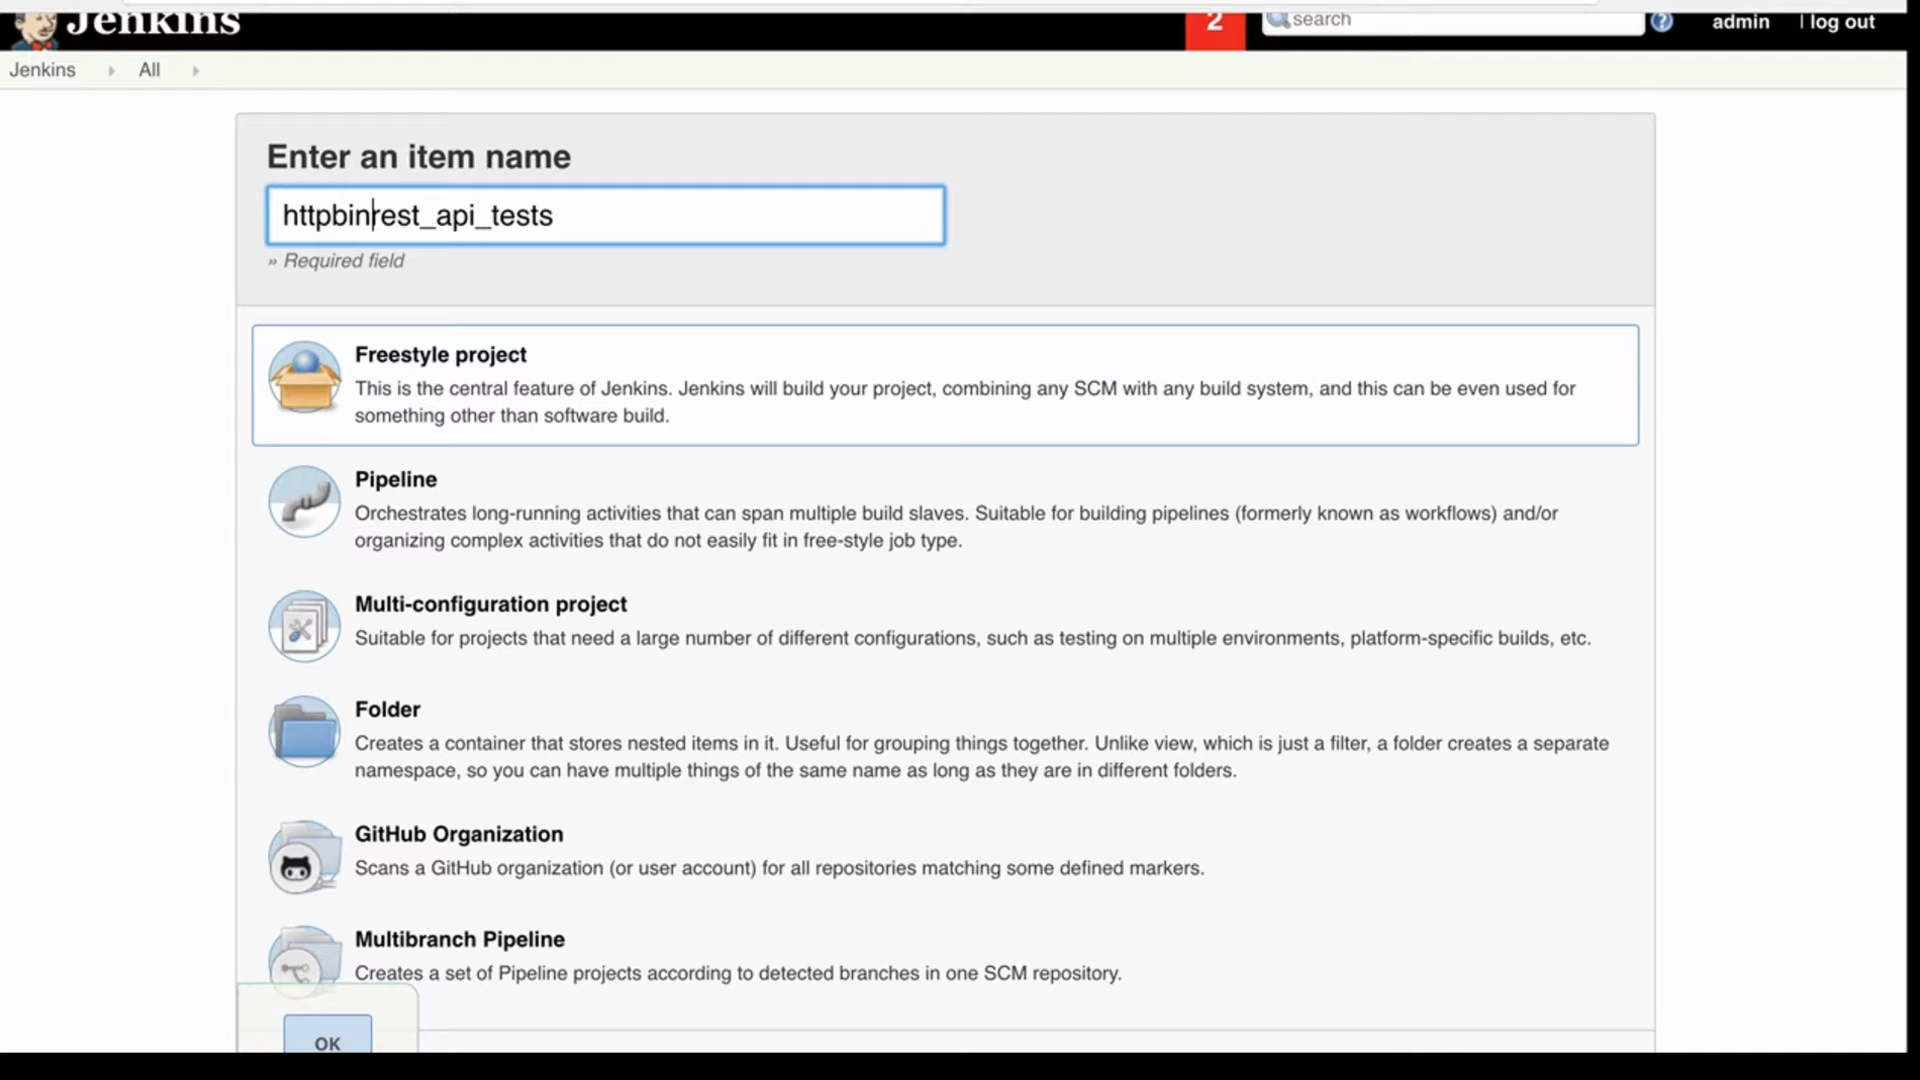 Jenkins
2
search
?
admin
| log out
Jenkins
All
Enter an item name
httpbinrest_api_tests
» Required field
Freestyle project
This is the central feature of Jenkins. Jenkins will build your project, combining any SCM with any build system, and this can be even used for
something other than software build.
Pipeline
Orchestrates long-running activities that can span multiple build slaves. Suitable for building pipelines (formerly known as workflows) and/or
organizing complex activities that do not easily fit in free-style job type.
Multi-configuration project
Suitable for projects that need a large number of different configurations, such as testing on multiple environments, platform-specific builds, etc.
Folder
Creates a container that stores nested items in it. Useful for grouping things together. Unlike view, which is just a filter, a folder creates a separate
namespace, so you can have multiple things of the same name as long as they are in different folders.
GitHub Organization
Scans a GitHub organization (or user account) for all repositories matching some defined markers.
Multibranch Pipeline
Creates a set of Pipeline projects according to detected branches in one SCM repository.
OK